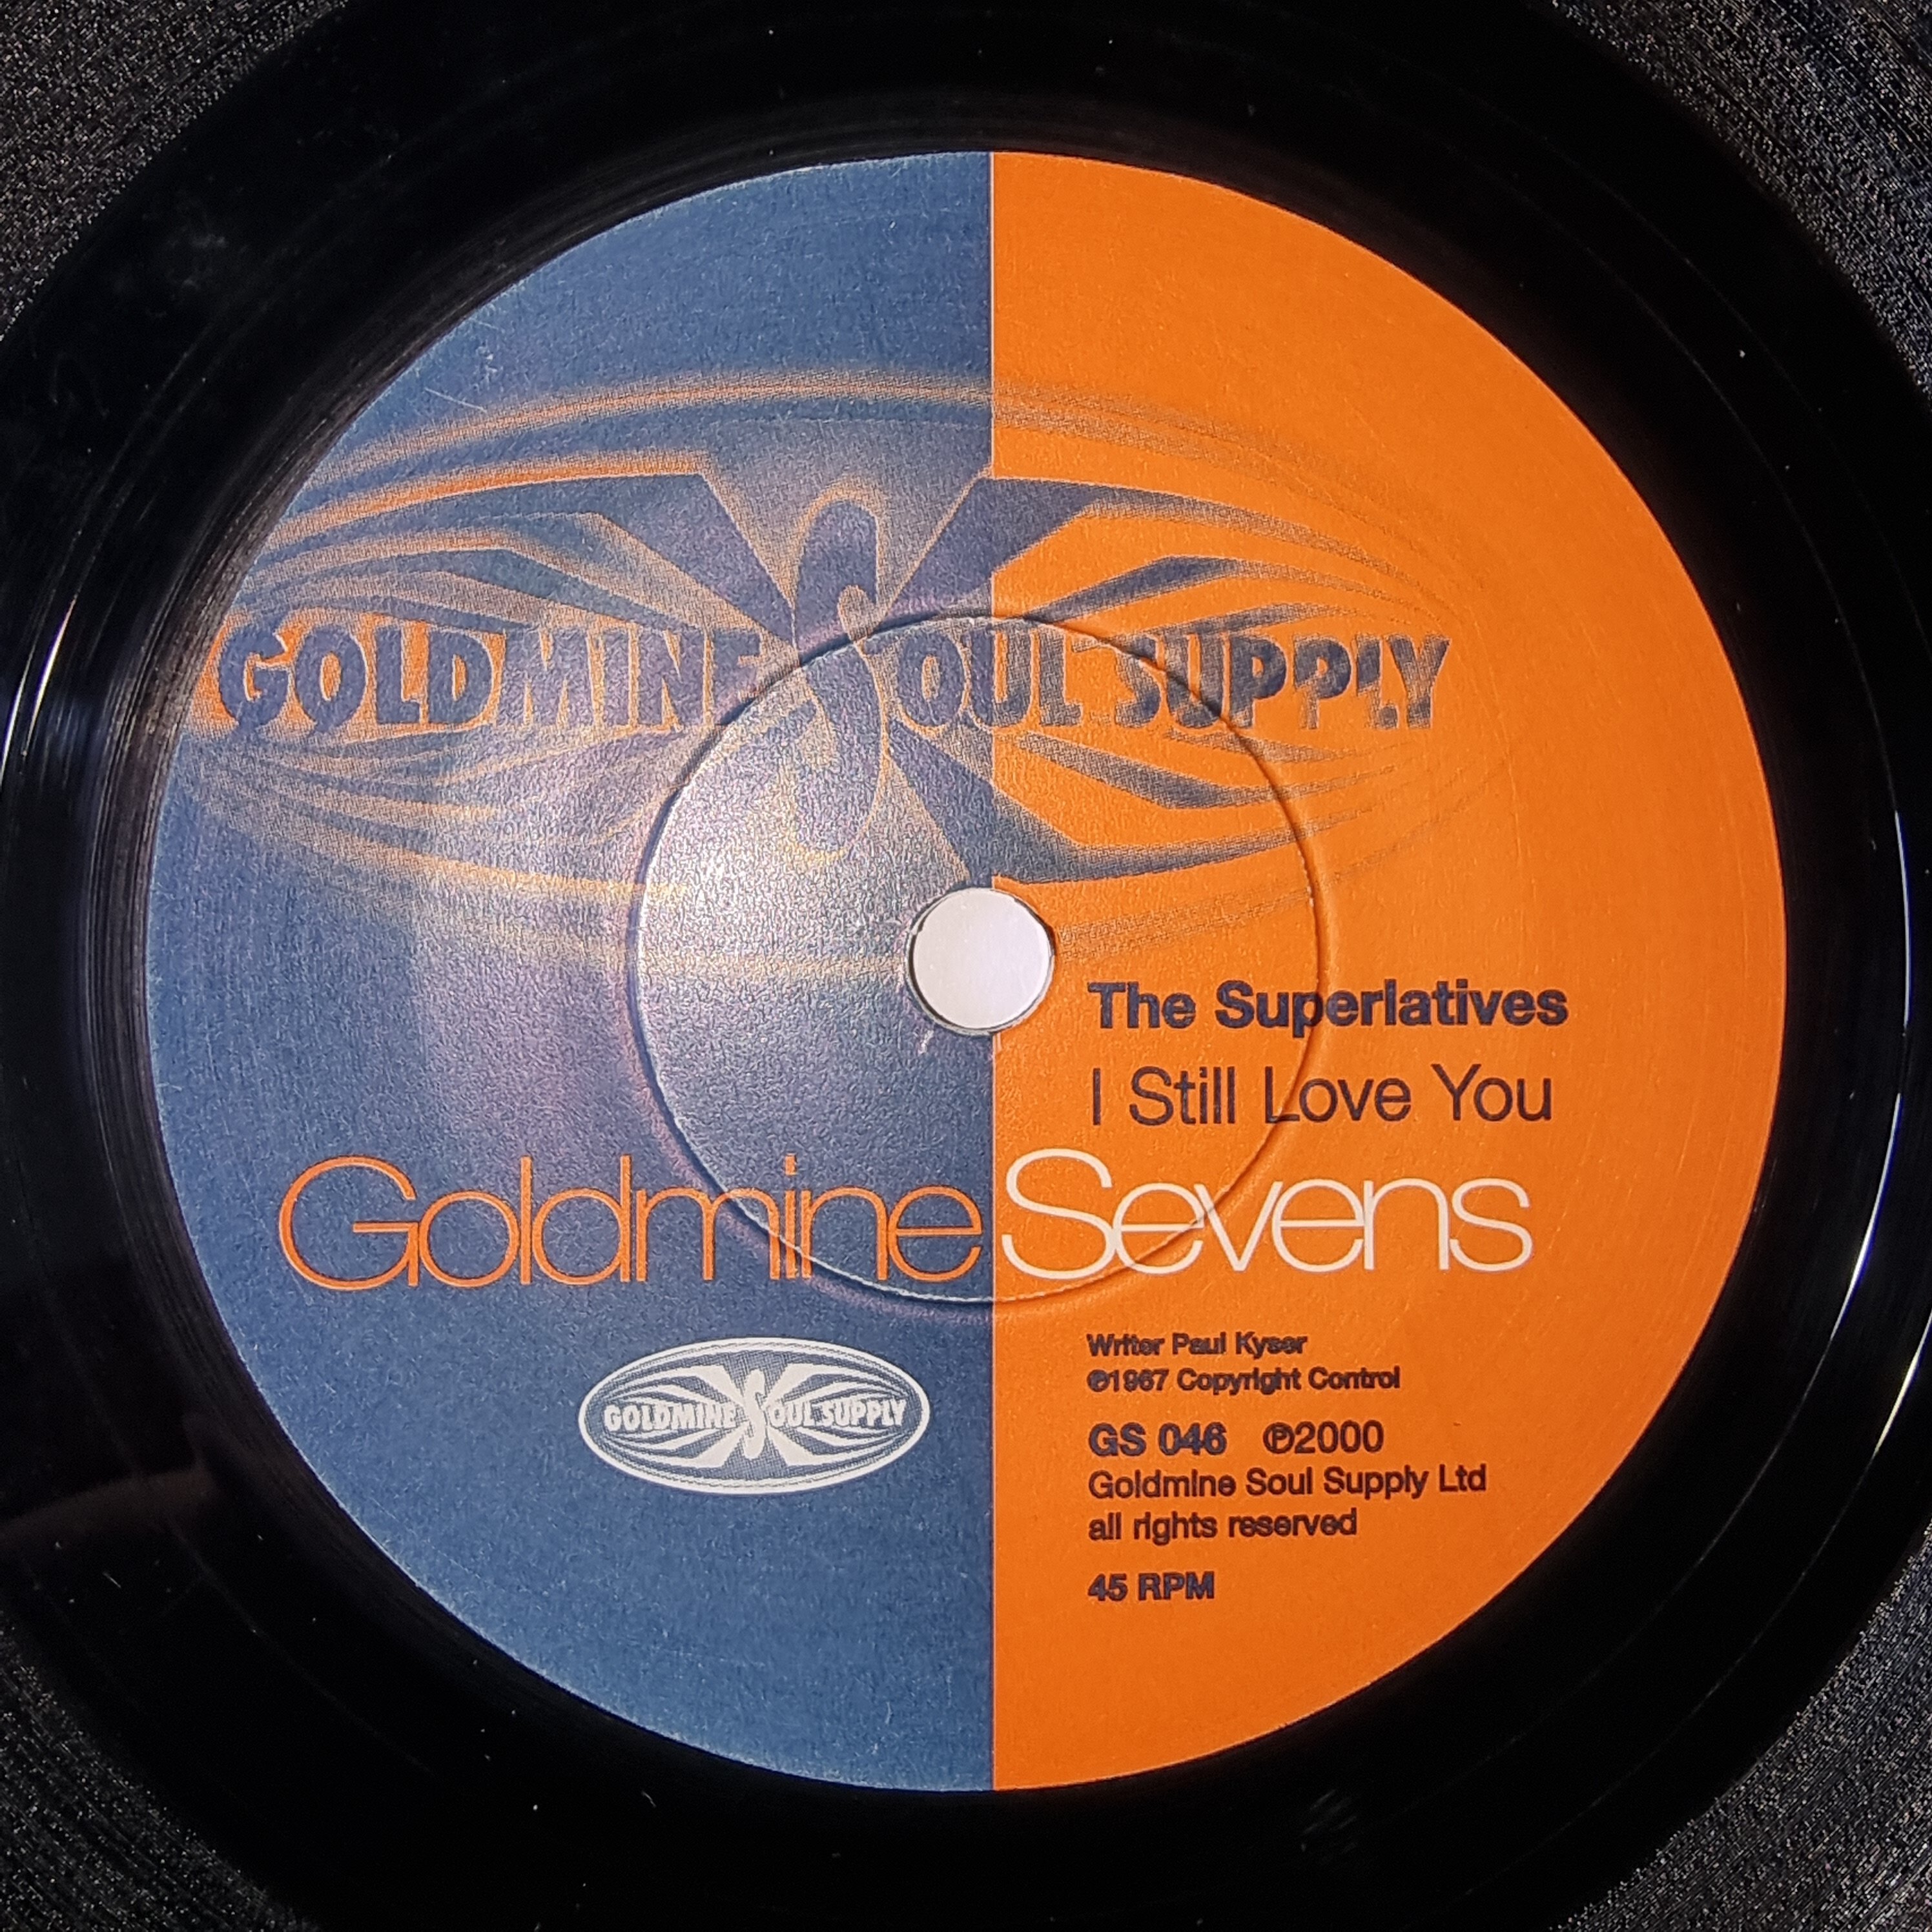 GOLDMINE SOUL SUPPLY
The Superlatives
I Still Love You
Goldmine Sevens
Writer Paul Kyser
℗1967 Copyright Control
GOLDMINE SOUL SUPPLY
GS 046 ℗2000
Goldmine Soul Supply Ltd
all rights reserved
45 RPM